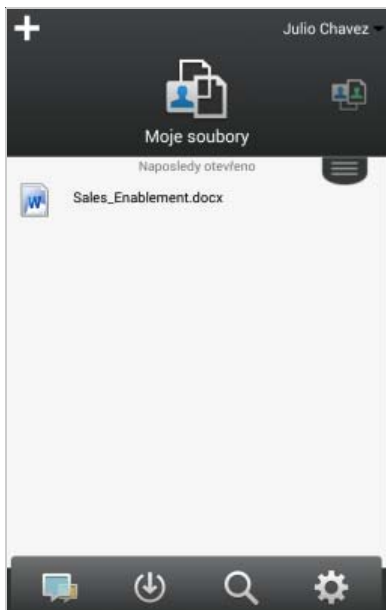 Julio Chavez
Moje soubory
Naposledy otevřeno
Sales_Enablement.docx